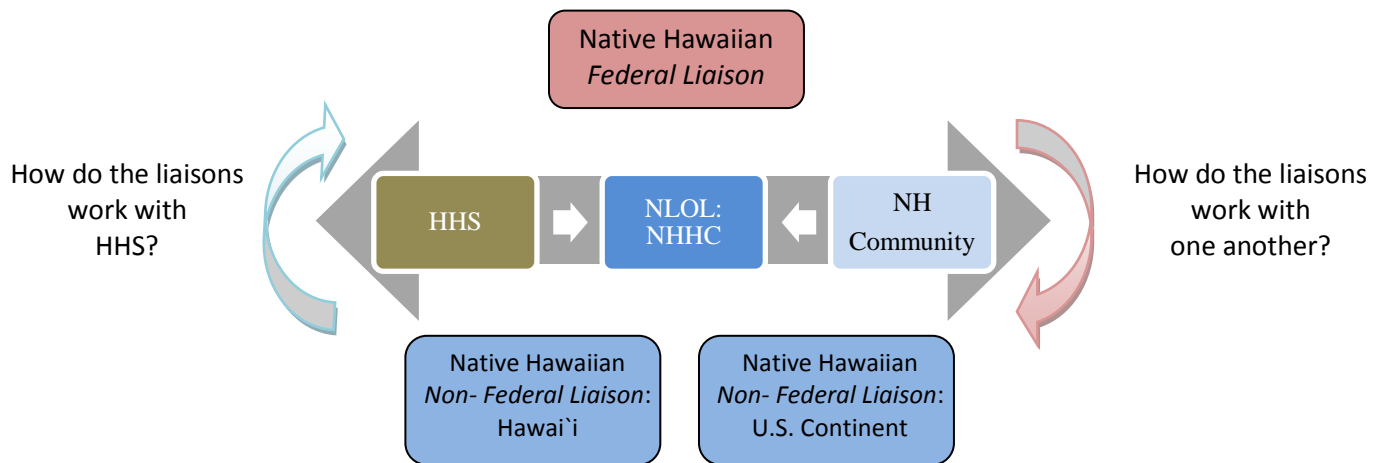 Native Hawaiian
Federal Liaison
How do the liaisons
work with
HHS?
HHS
NLOL:
NHHC
NH
Community
How do the liaisons
work with
one another?
Native Hawaiian
Non- Federal Liaison:
Hawai`i
Native Hawaiian
Non- Federal Liaison:
U.S. Continent